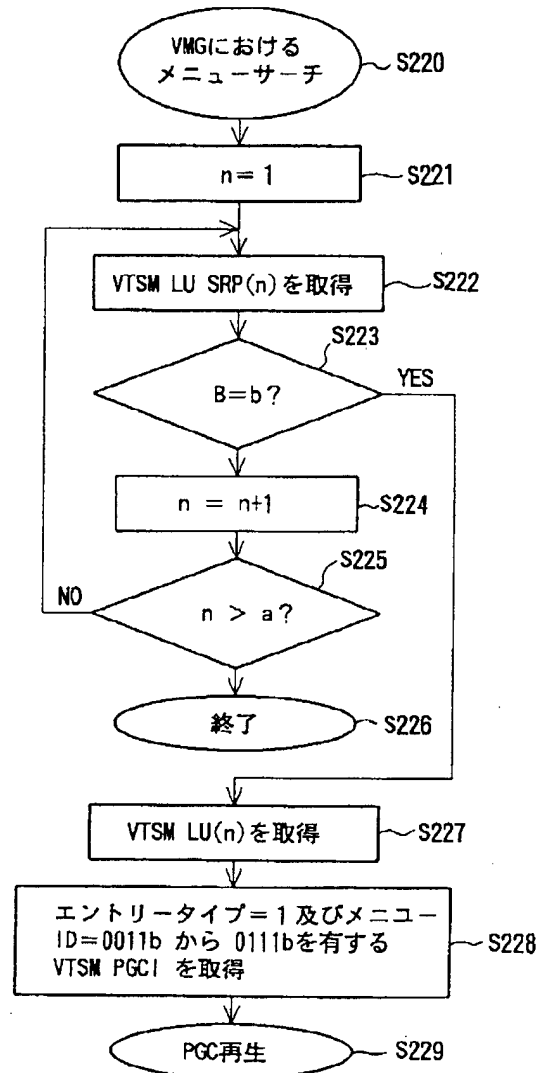 VMGにおける
メニューサーチ
S220
n=1
S221
VTSM LU SRP(n)を取得
S222
S223
B=b?
YES
n = n+1
S224
S225
n > a?
NO
終了
S226
VTSM LU(n)を取得
S227
エントリータイプ=1及びメニュー
ID=0011b から 0111bを有する
VTSM PGCI を取得
S228
PGC再生
S229